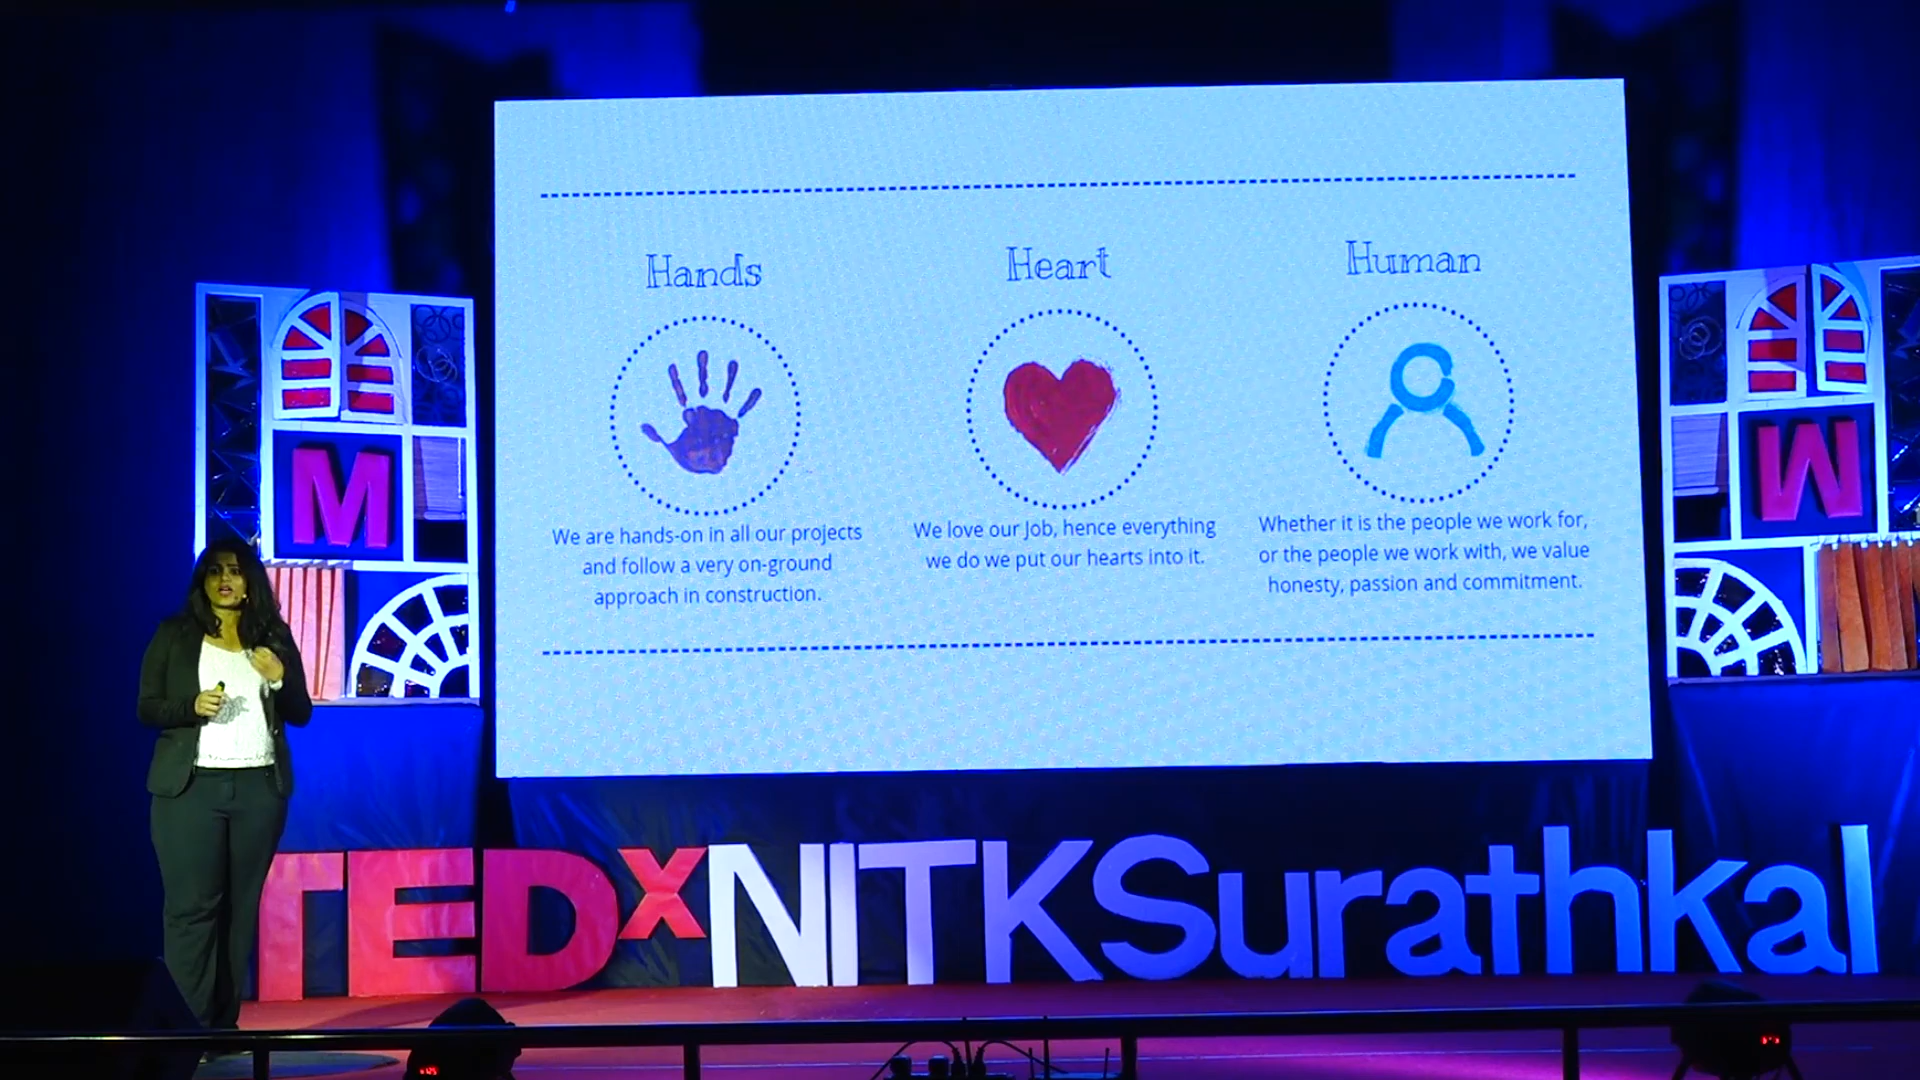 Hands
We are hands-on in all our projects
and follow a very on-ground
approach in construction.
Heart
We love our Job, hence everything
we do we put our hearts into it.
Human
Whether it is the people we work for,
or the people we work with, we value
honesty, passion and commitment.
M
M
TEDxNITKSurathkal